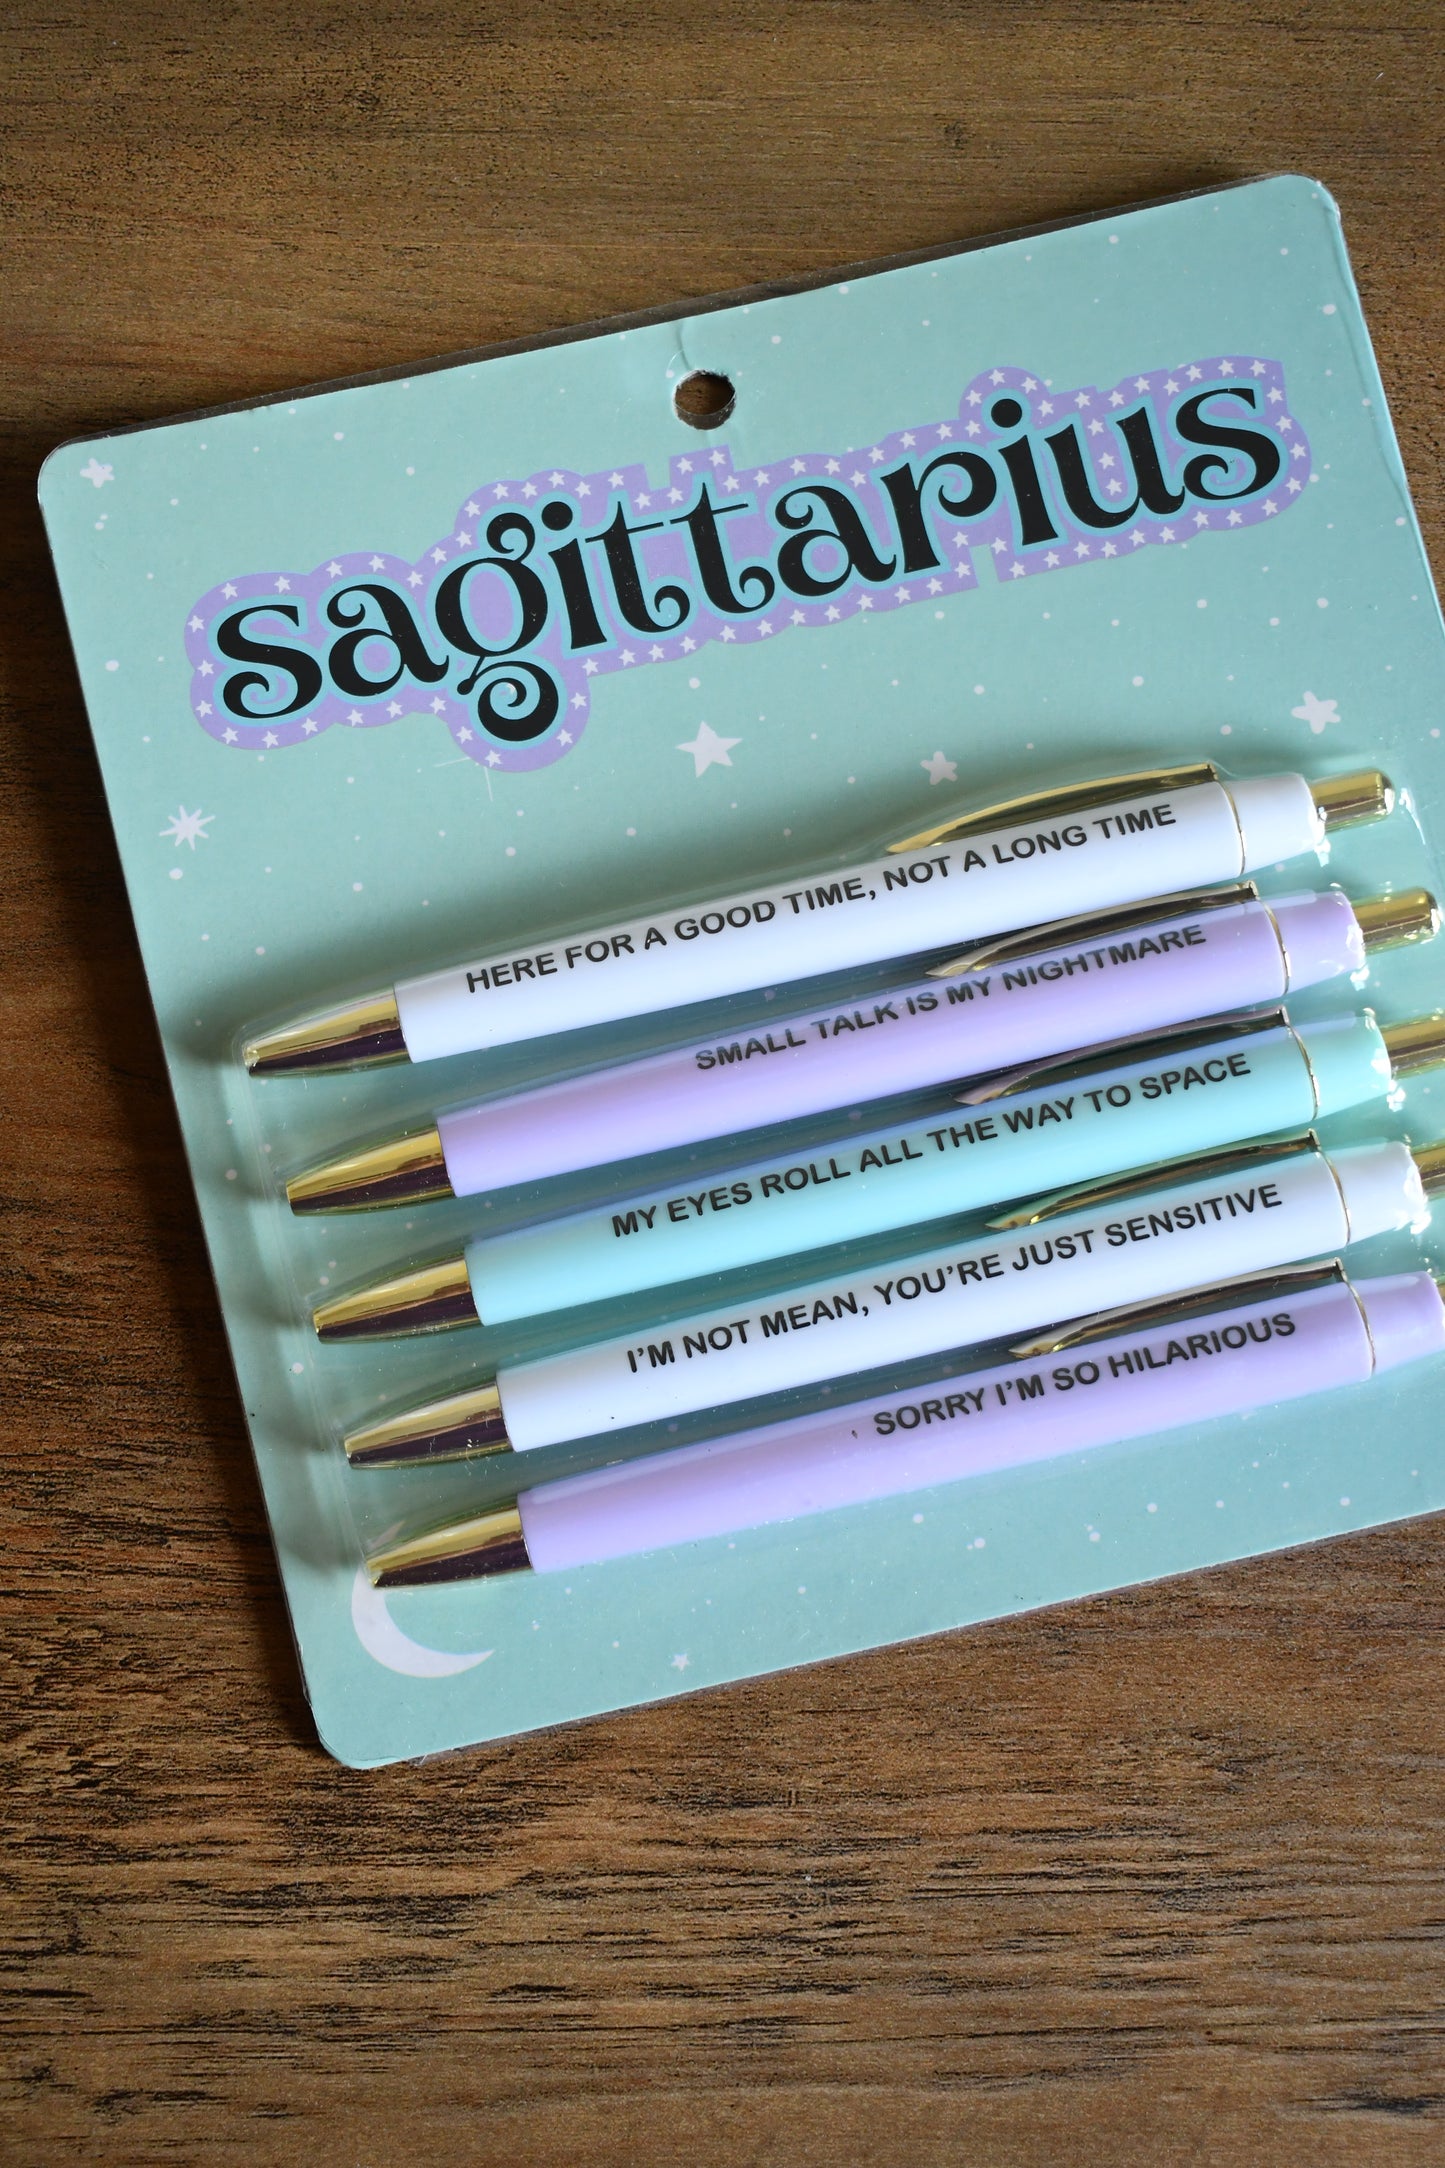 sagittarius
HERE FOR A GOOD TIME, NOT A LONG TIME
SMALL TALK IS MY NIGHTMARE
MY EYES ROLL ALL THE WAY TO SPACE
I'M NOT MEAN, YOU'RE JUST SENSITIVE
SORRY I'M SO HILARIOUS